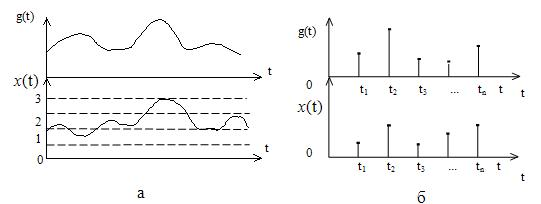 g(t)
t
x(t)
3
2
1
0
t
а
g(t)
0
t₁ t₂ t₃ ... tₙ t
t
x(t)
0
t₁ t₂ t₃ ... tₙ t
t
б